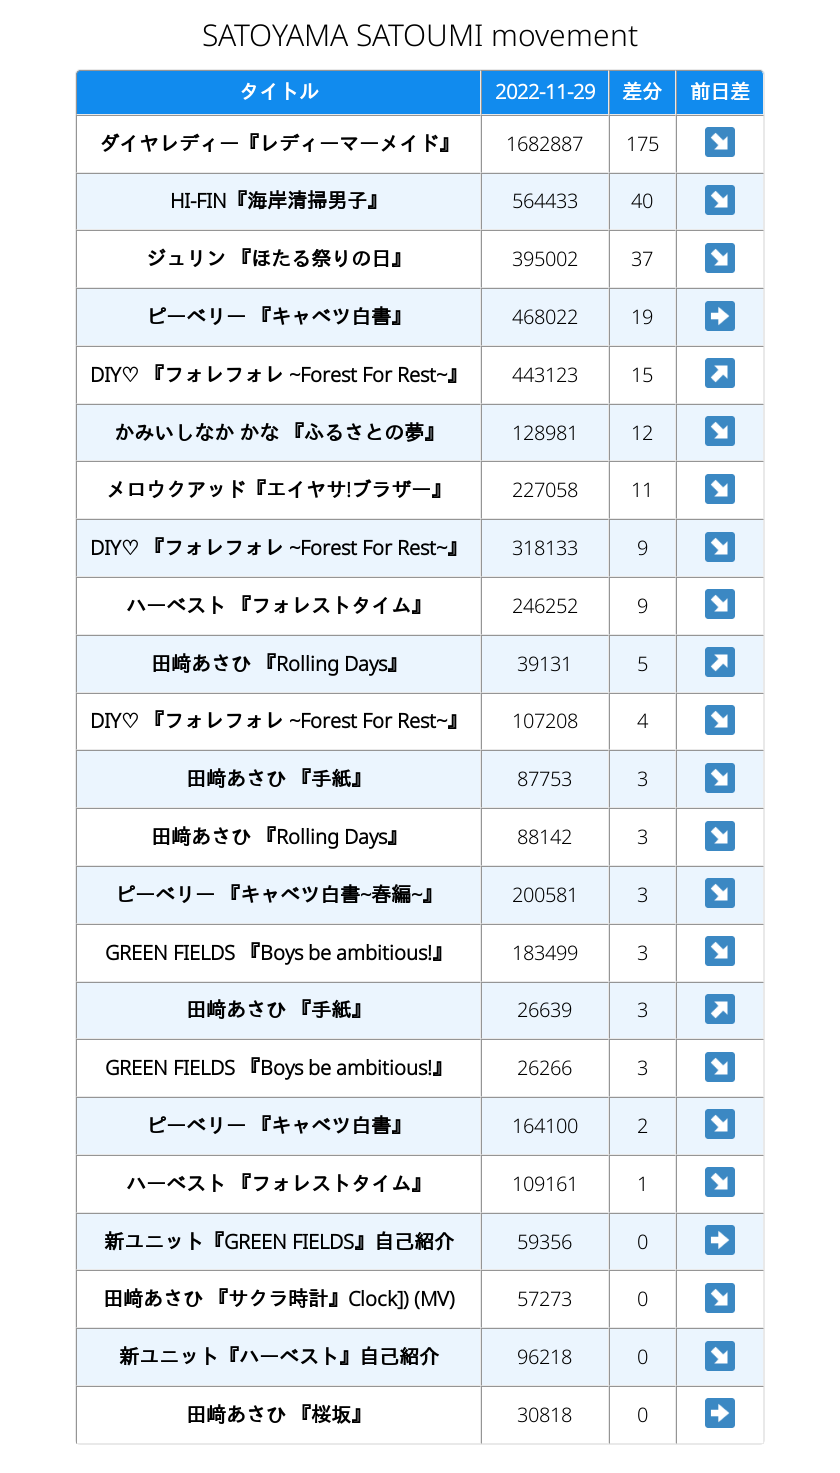 SATOYAMA SATOUMI movement
タイトル 2022-11-29 差分 前日差
ダイヤレディー『レディーマーメイド』 1682887 175
HI-FIN『海岸清掃男子』 564433 40
ジュリン 『ほたる祭りの日』 395002 37
ピーベリー 『キャベツ白書』 468022 19
DIY♡ 『フォレフォレ ~Forest For Rest~』 443123 15
かみいしなか かな 『ふるさとの夢』 128981 12
メロウクアッド『エイヤサ!ブラザー』 227058 11
DIY♡ 『フォレフォレ ~Forest For Rest~』 318133 9
ハーベスト 『フォレストタイム』 246252 9
田﨑あさひ 『Rolling Days』 39131 5
DIY♡ 『フォレフォレ ~Forest For Rest~』 107208 4
田﨑あさひ 『手紙』 87753 3
田﨑あさひ 『Rolling Days』 88142 3
ピーベリー 『キャベツ白書~春編~』 200581 3
GREEN FIELDS 『Boys be ambitious!』 183499 3
田﨑あさひ 『手紙』 26639 3
GREEN FIELDS 『Boys be ambitious!』 26266 3
ピーベリー 『キャベツ白書』 164100 2
ハーベスト 『フォレストタイム』 109161 1
新ユニット『GREEN FIELDS』自己紹介 59356 0
田﨑あさひ 『サクラ時計』Clock]) (MV) 57273 0
新ユニット『ハーベスト』自己紹介 96218 0
田﨑あさひ 『桜坂』 30818 0